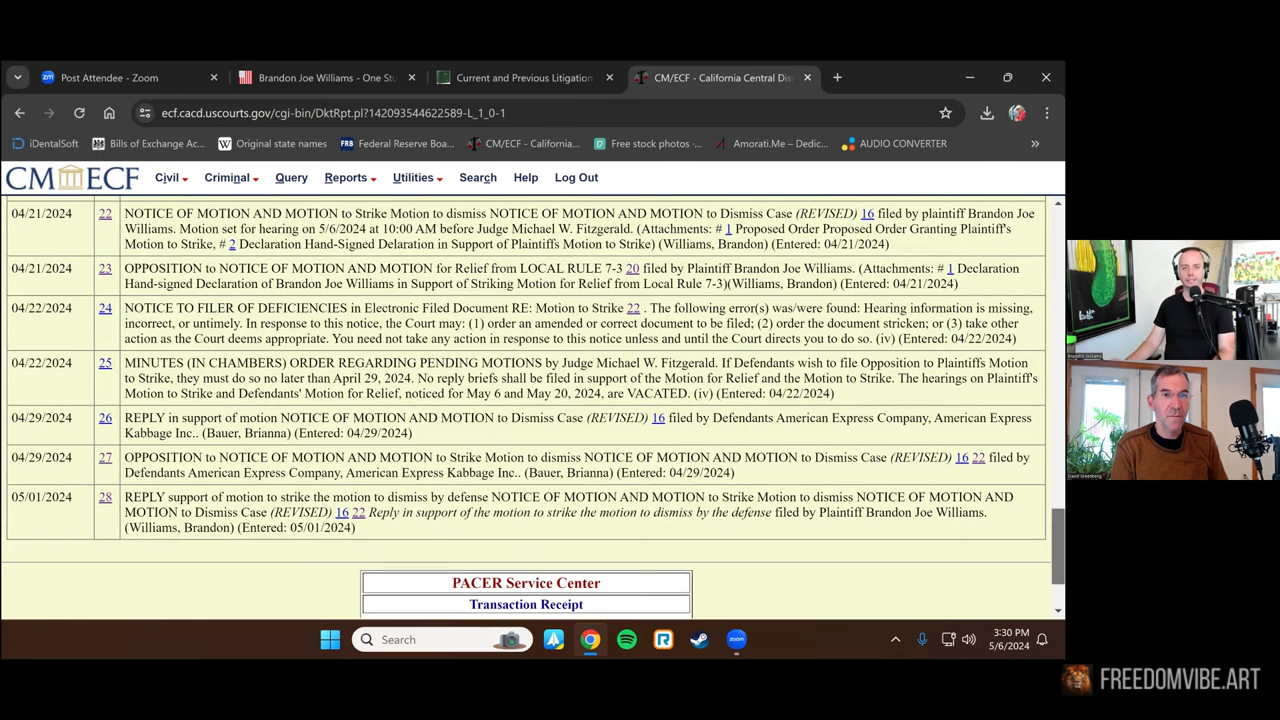 Post Attendee - Zoom
Brandon Joe Williams - One Stu
Current and Previous Litigation
CM/ECF - California Central Dis
ecf.cacd.uscourts.gov/cgi-bin/DktRpt.pl?142093544622589-L_1_0-1
iDentalSoft
Bills of Exchange Ac...
Original state names
FRB Federal Reserve Boa...
CM/ECF - California...
Free stock photos -...
Amorati.Me – Dedic...
AUDIO CONVERTER
CM ECF
Civil Criminal Query Reports Utilities Search Help Log Out
04/21/2024 22 NOTICE OF MOTION AND MOTION to Strike Motion to dismiss NOTICE OF MOTION AND MOTION to Dismiss Case (REVISED) 16 filed by plaintiff Brandon Joe
Williams. Motion set for hearing on 5/6/2024 at 10:00 AM before Judge Michael W. Fitzgerald. (Attachments: # 1 Proposed Order Proposed Order Granting Plaintiff's
Motion to Strike, # 2 Declaration Hand-Signed Delaration in Support of Plaintiffs Motion to Strike) (Williams, Brandon) (Entered: 04/21/2024)
04/21/2024 23 OPPOSITION to NOTICE OF MOTION AND MOTION for Relief from LOCAL RULE 7-3 20 filed by Plaintiff Brandon Joe Williams. (Attachments: # 1 Declaration
Hand-signed Declaration of Brandon Joe Williams in Support of Striking Motion for Relief from Local Rule 7-3)(Williams, Brandon) (Entered: 04/21/2024)
04/22/2024 24 NOTICE TO FILER OF DEFICIENCIES in Electronic Filed Document RE: Motion to Strike 22 . The following error(s) was/were found: Hearing information is missing,
incorrect, or untimely. In response to this notice, the Court may: (1) order an amended or correct document to be filed; (2) order the document stricken; or (3) take other
action as the Court deems appropriate. You need not take any action in response to this notice unless and until the Court directs you to do so. (iv) (Entered: 04/22/2024)
04/22/2024 25 MINUTES (IN CHAMBERS) ORDER REGARDING PENDING MOTIONS by Judge Michael W. Fitzgerald. If Defendants wish to file Opposition to Plaintiffs Motion
to Strike, they must do so no later than April 29, 2024. No reply briefs shall be filed in support of the Motion for Relief and the Motion to Strike. The hearings on Plaintiff's
Motion to Strike and Defendants' Motion for Relief, noticed for May 6 and May 20, 2024, are VACATED. (iv) (Entered: 04/22/2024)
04/29/2024 26 REPLY in support of motion NOTICE OF MOTION AND MOTION to Dismiss Case (REVISED) 16 filed by Defendants American Express Company, American Express
Kabbage Inc.. (Bauer, Brianna) (Entered: 04/29/2024)
04/29/2024 27 OPPOSITION to NOTICE OF MOTION AND MOTION to Strike Motion to dismiss NOTICE OF MOTION AND MOTION to Dismiss Case (REVISED) 16 22 filed by
Defendants American Express Company, American Express Kabbage Inc.. (Bauer, Brianna) (Entered: 04/29/2024)
05/01/2024 28 REPLY support of motion to strike the motion to dismiss by defense NOTICE OF MOTION AND MOTION to Strike Motion to dismiss NOTICE OF MOTION AND
MOTION to Dismiss Case (REVISED) 16 22 Reply in support of the motion to strike the motion to dismiss by the defense filed by Plaintiff Brandon Joe Williams.
(Williams, Brandon) (Entered: 05/01/2024)
PACER Service Center
Transaction Receipt
Brandon Williams
David Greenberg
Search
zoom
3:30 PM
5/6/2024
FREEDOMVIBE.ART